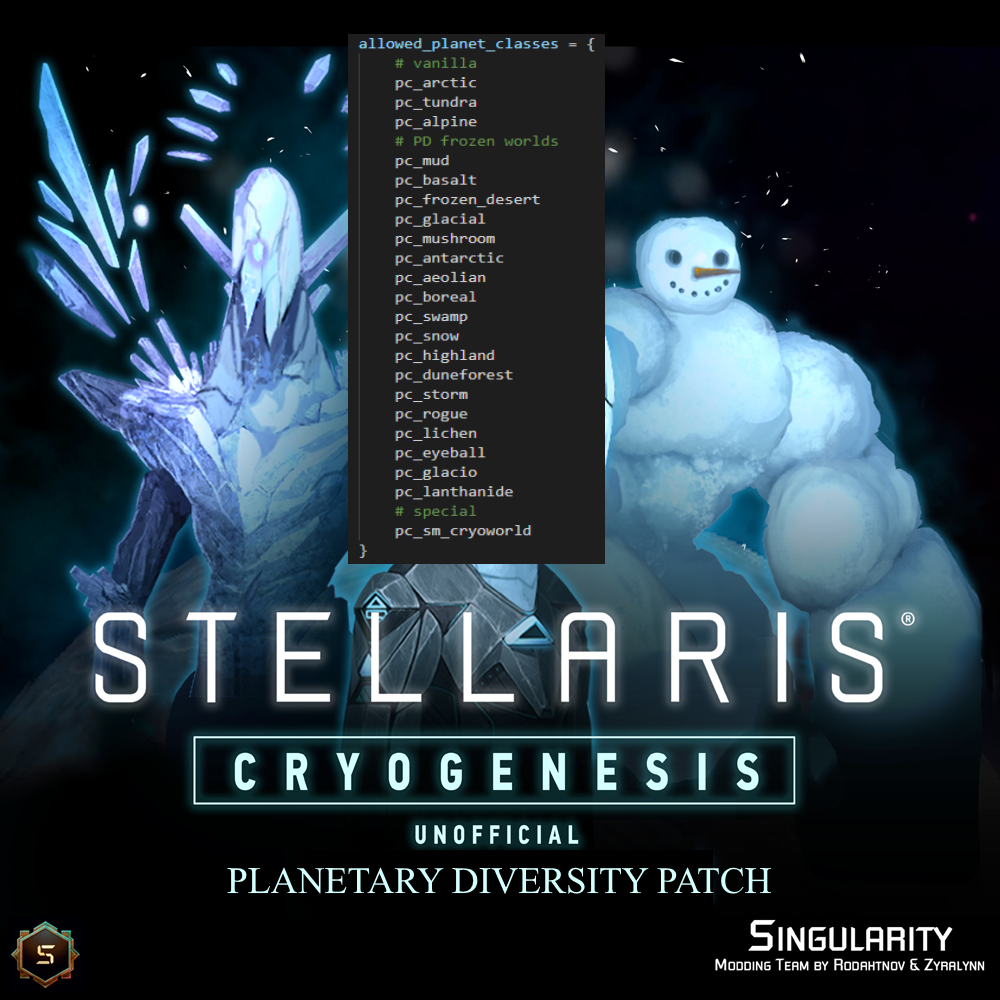 allowed_planet_classes = {
# vanilla
pc_arctic
pc_tundra
pc_alpine
# PD frozen worlds
pc_mud
pc_basalt
pc_frozen_desert
pc_glacial
pc_mushroom
pc_antarctic
pc_aeolian
pc_boreal
pc_swamp
pc_snow
pc_highland
pc_duneforest
pc_storm
pc_rogue
pc_lichen
pc_eyeball
pc_glacio
pc_lanthanide
# special
pc_sm_cryoworld
}
STELLARIS®
CRYOGENESIS
UNOFFICIAL
PLANETARY DIVERSITY PATCH
S
SINGULARITY
MODDING TEAM BY RODAHTNOV & ZYRALYNN